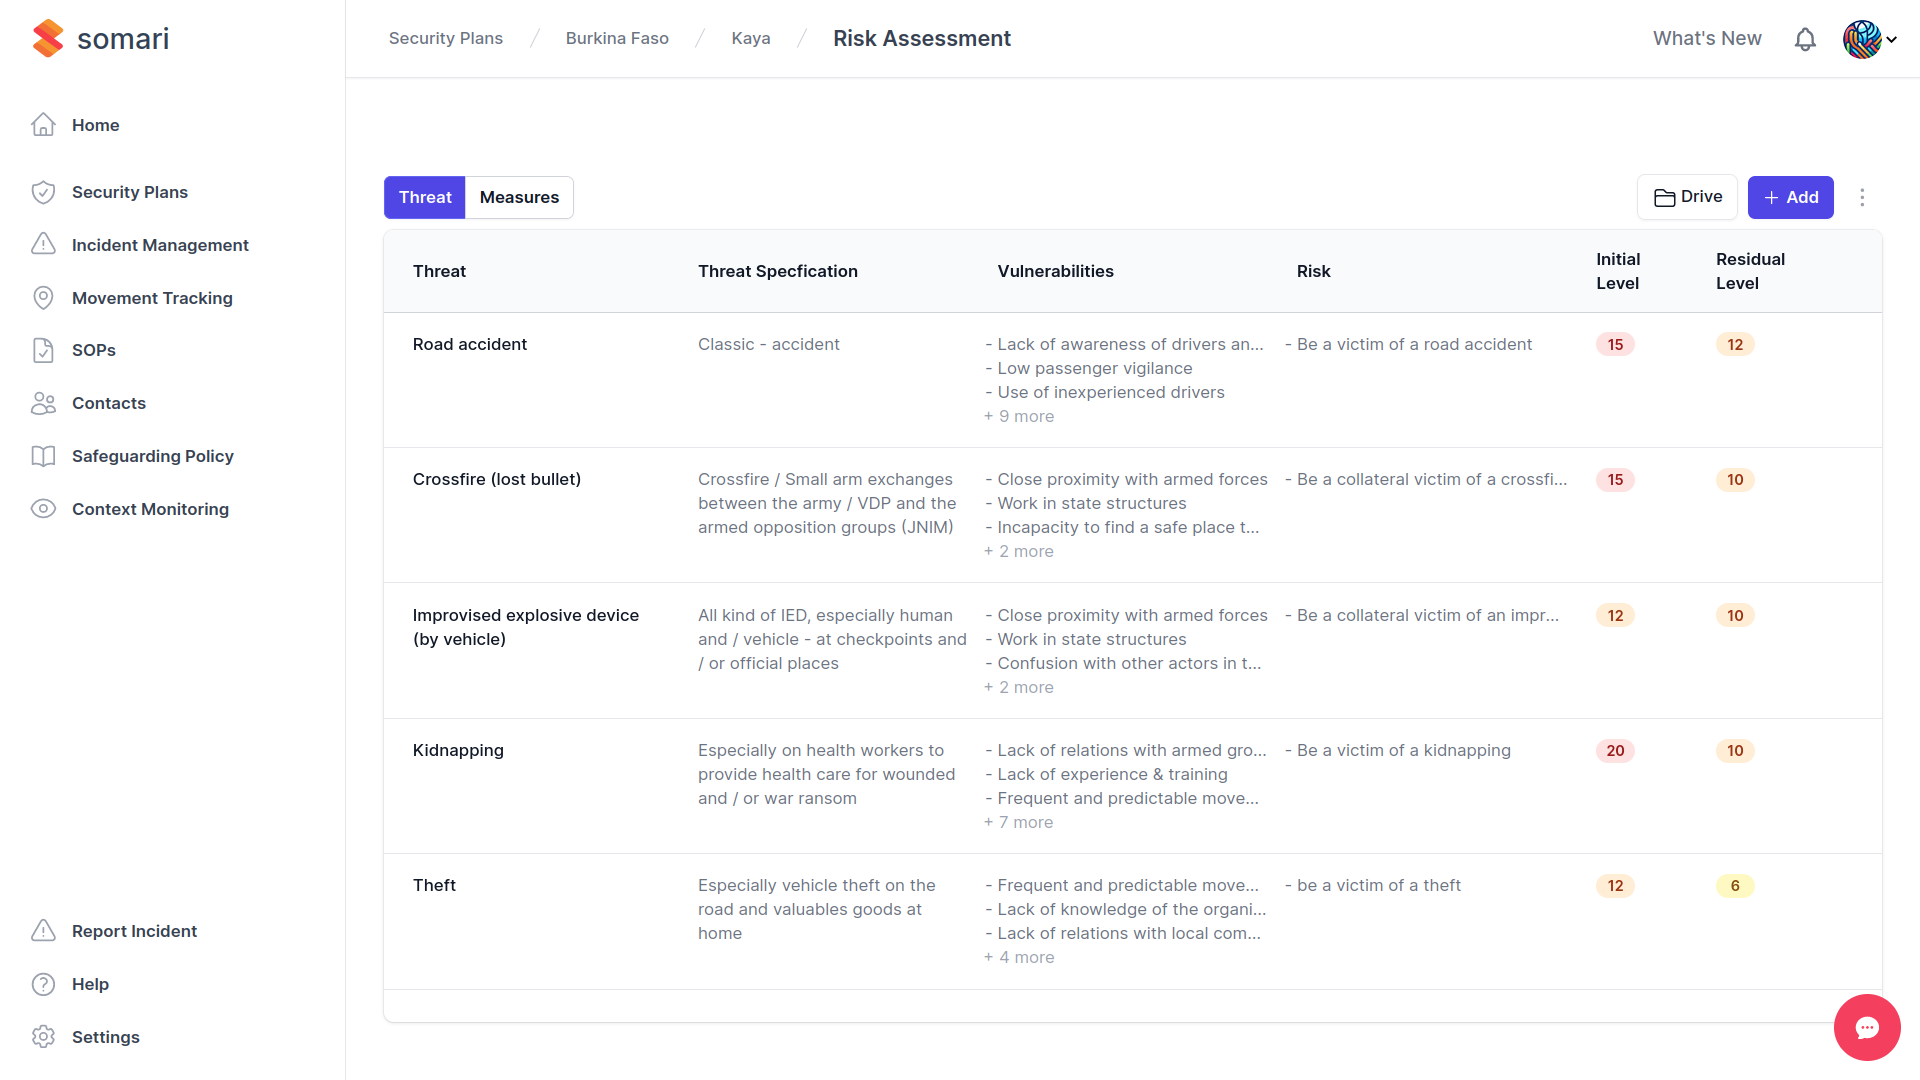 somari
Security Plans / Burkina Faso / Kaya / Risk Assessment
What's New
Home
Security Plans
Incident Management
Movement Tracking
SOPs
Contacts
Safeguarding Policy
Context Monitoring
Report Incident
Help
Settings
Threat Measures
Drive
+ Add
Threat
Threat Specfication
Vulnerabilities
Risk
Initial
Level
Residual
Level
Road accident
Classic - accident
- Lack of awareness of drivers an...
- Low passenger vigilance
- Use of inexperienced drivers
+ 9 more
- Be a victim of a road accident
15
12
Crossfire (lost bullet)
Crossfire / Small arm exchanges
between the army / VDP and the
armed opposition groups (JNIM)
- Close proximity with armed forces
- Work in state structures
- Incapacity to find a safe place t...
+ 2 more
- Be a collateral victim of a crossfi...
15
10
Improvised explosive device
(by vehicle)
All kind of IED, especially human
and / vehicle - at checkpoints and
/ or official places
- Close proximity with armed forces
- Work in state structures
- Confusion with other actors in t...
+ 2 more
- Be a collateral victim of an impr...
12
10
Kidnapping
Especially on health workers to
provide health care for wounded
and / or war ransom
- Lack of relations with armed gro...
- Lack of experience & training
- Frequent and predictable move...
+ 7 more
- Be a victim of a kidnapping
20
10
Theft
Especially vehicle theft on the
road and valuables goods at
home
- Frequent and predictable move...
- Lack of knowledge of the organi...
- Lack of relations with local com...
+ 4 more
- be a victim of a theft
12
6